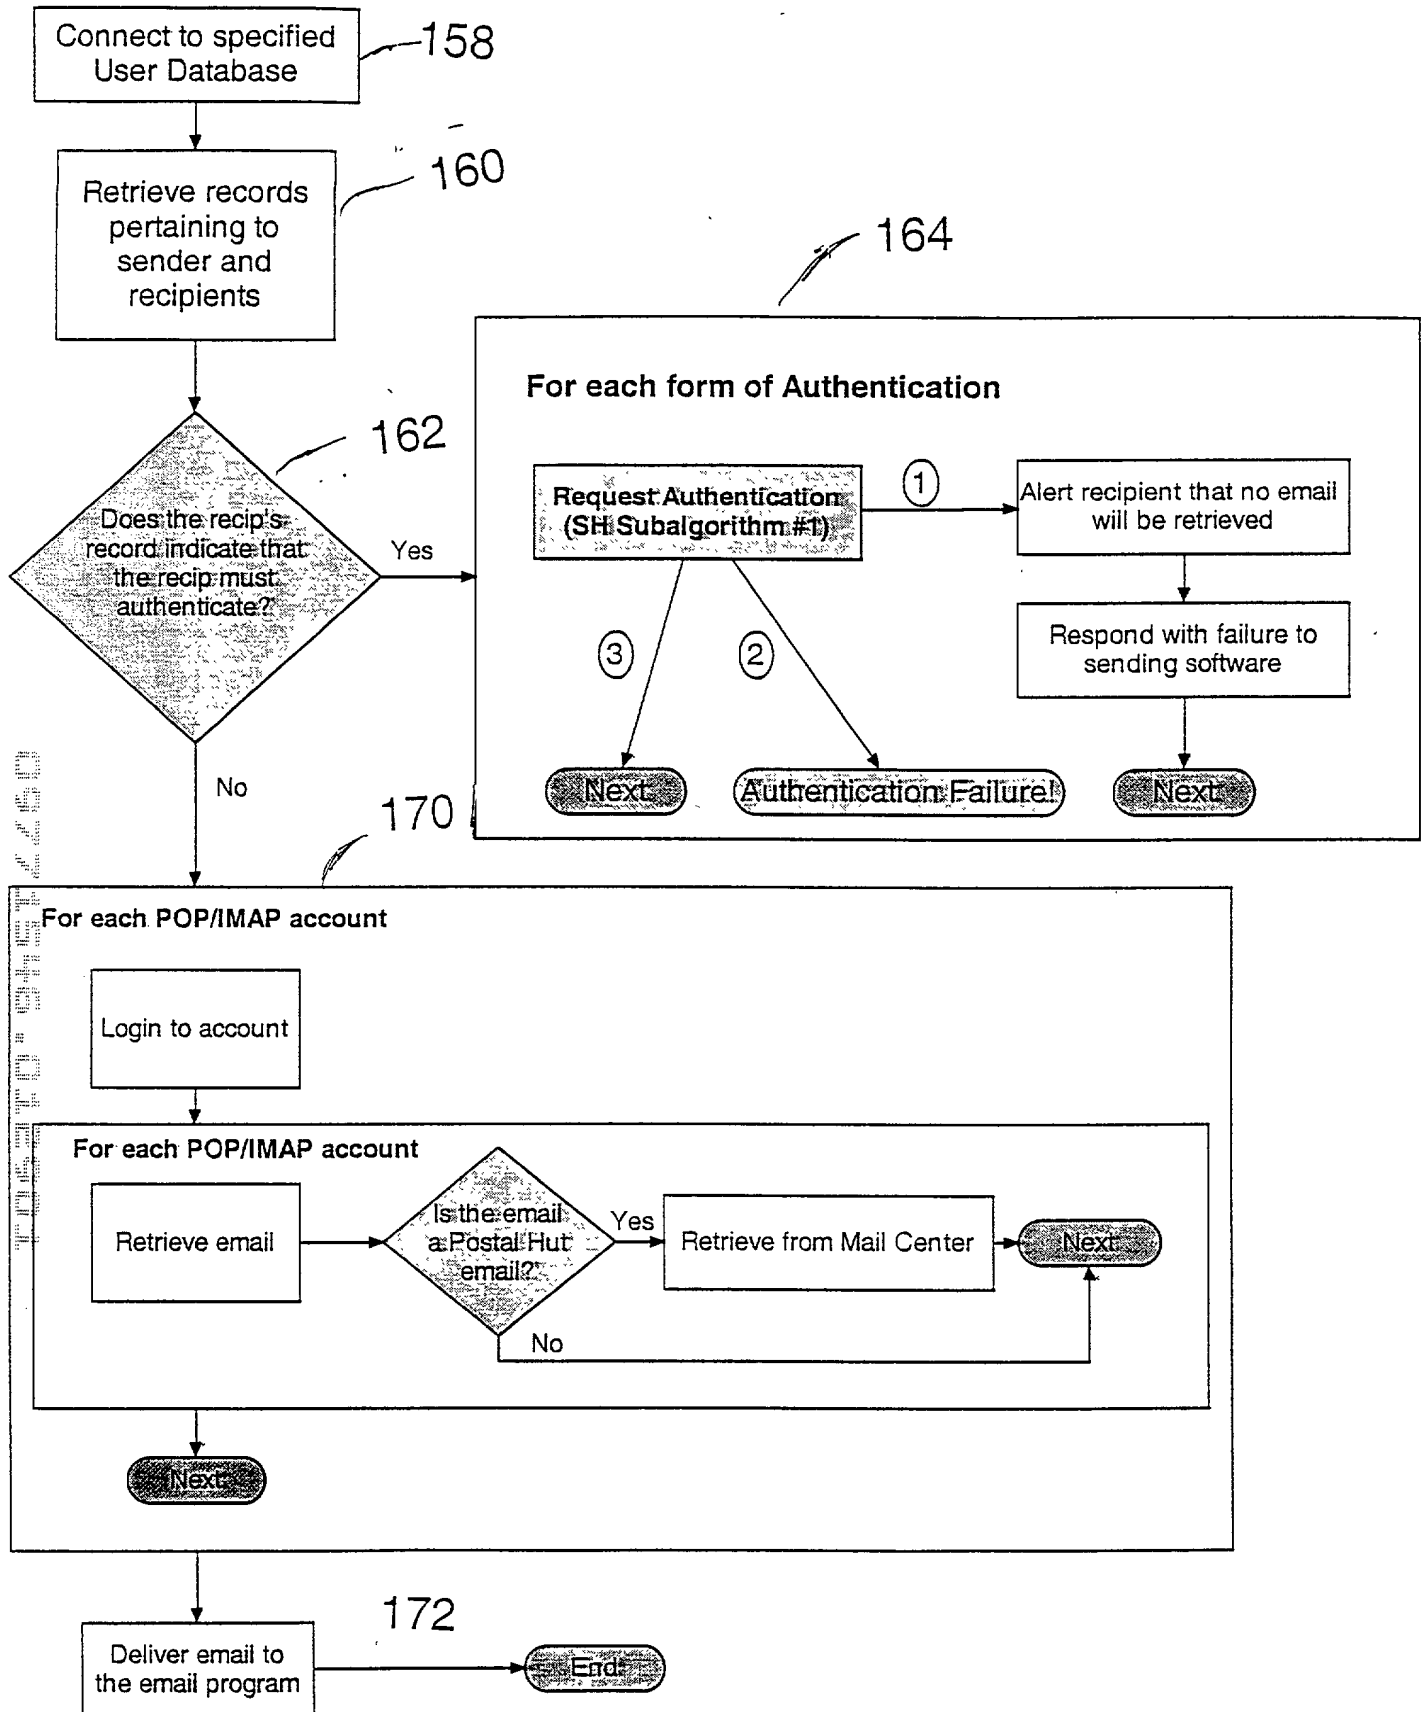 Connect to specified
User Database
158
Retrieve records
pertaining to
sender and
recipients
160
164
162
Does the recip's
record indicate that
the recip must
authenticate?
Yes
No
For each form of Authentication
Request Authentication
(SH Subalgorithm #1)
1
Alert recipient that no email
will be retrieved
Respond with failure to
sending software
3
2
Next
Authentication Failure!
Next
170
For each POP/IMAP account
Login to account
For each POP/IMAP account
Retrieve email
Is the email
a Postal Hut
email?
Yes
Retrieve from Mail Center
Next
No
Next
172
Deliver email to
the email program
End